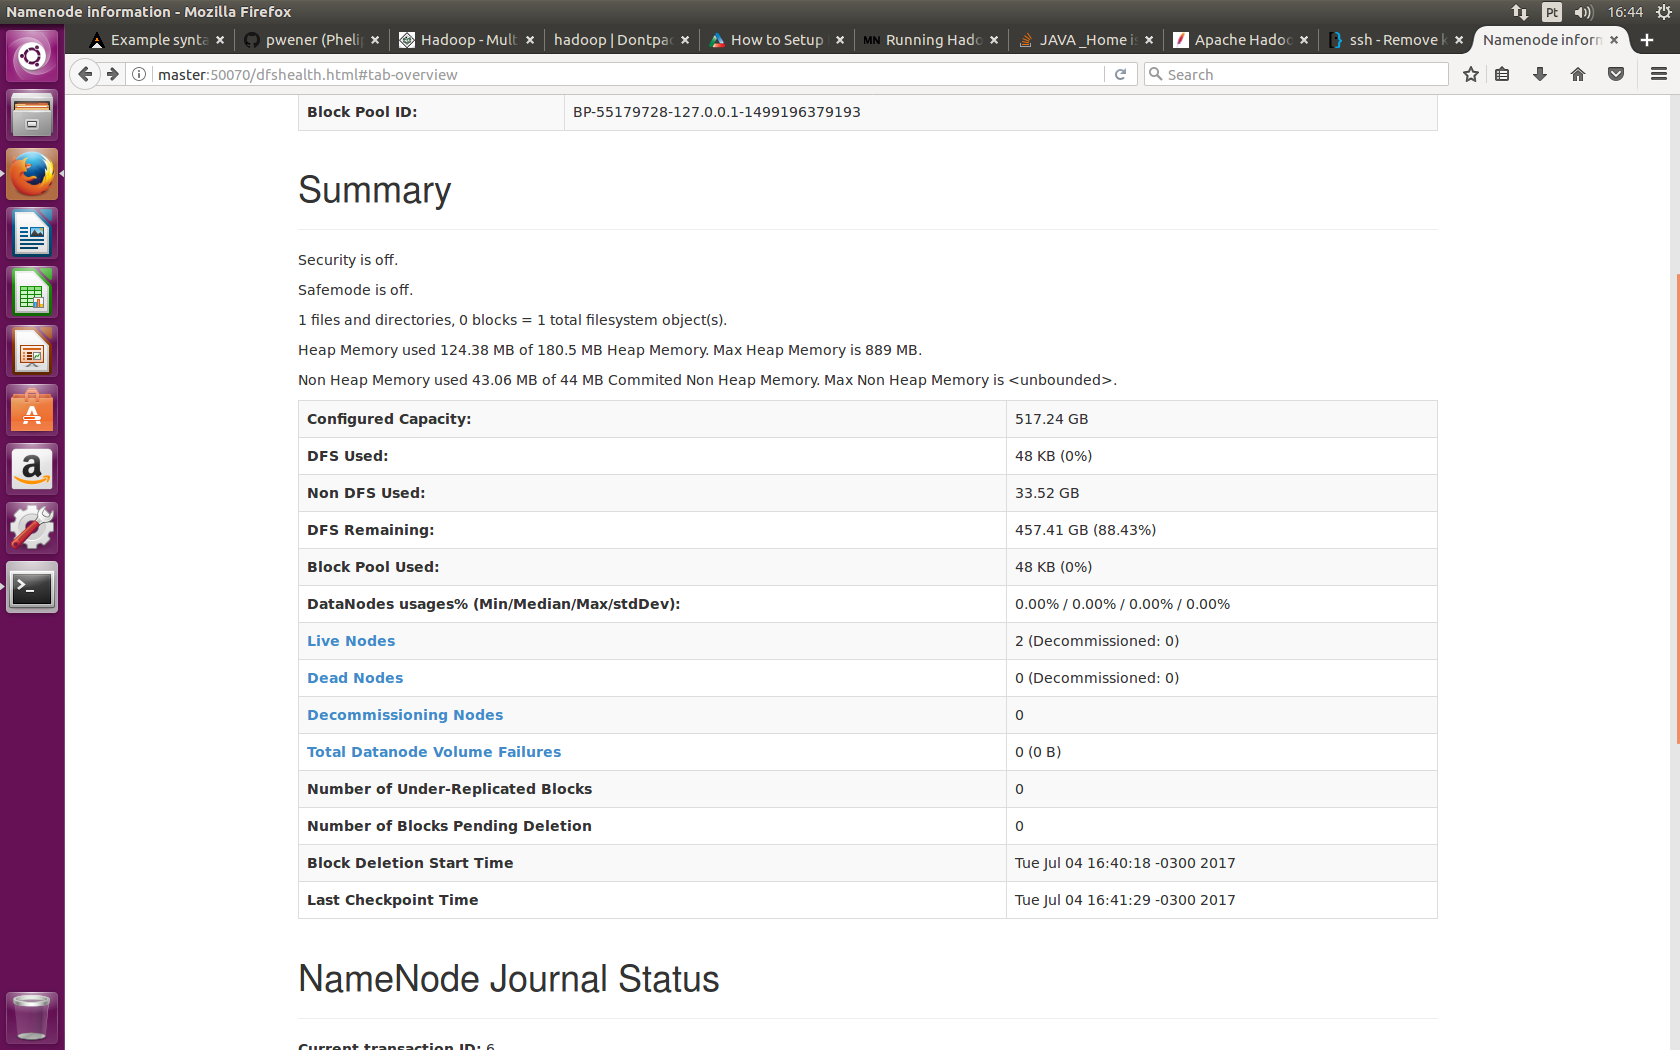 Namenode information - Mozilla Firefox
Pt
16:44
Example synta
pwener (Pheli
Hadoop - Mult
hadoop | Dontpa
How to Setup
MN Running Hado
JAVA _Home i
Apache Hadoo
ssh - Remove k
Namenode inform
master:50070/dfshealth.html#tab-overview
Search
Block Pool ID: BP-55179728-127.0.0.1-1499196379193
Summary
Security is off.
Safemode is off.
1 files and directories, 0 blocks = 1 total filesystem object(s).
Heap Memory used 124.38 MB of 180.5 MB Heap Memory. Max Heap Memory is 889 MB.
Non Heap Memory used 43.06 MB of 44 MB Commited Non Heap Memory. Max Non Heap Memory is <unbounded>.
Configured Capacity: 517.24 GB
DFS Used: 48 KB (0%)
Non DFS Used: 33.52 GB
DFS Remaining: 457.41 GB (88.43%)
Block Pool Used: 48 KB (0%)
DataNodes usages% (Min/Median/Max/stdDev): 0.00% / 0.00% / 0.00% / 0.00%
Live Nodes 2 (Decommissioned: 0)
Dead Nodes 0 (Decommissioned: 0)
Decommissioning Nodes 0
Total Datanode Volume Failures 0 (0 B)
Number of Under-Replicated Blocks 0
Number of Blocks Pending Deletion 0
Block Deletion Start Time Tue Jul 04 16:40:18 -0300 2017
Last Checkpoint Time Tue Jul 04 16:41:29 -0300 2017
NameNode Journal Status
Current transaction ID: 6